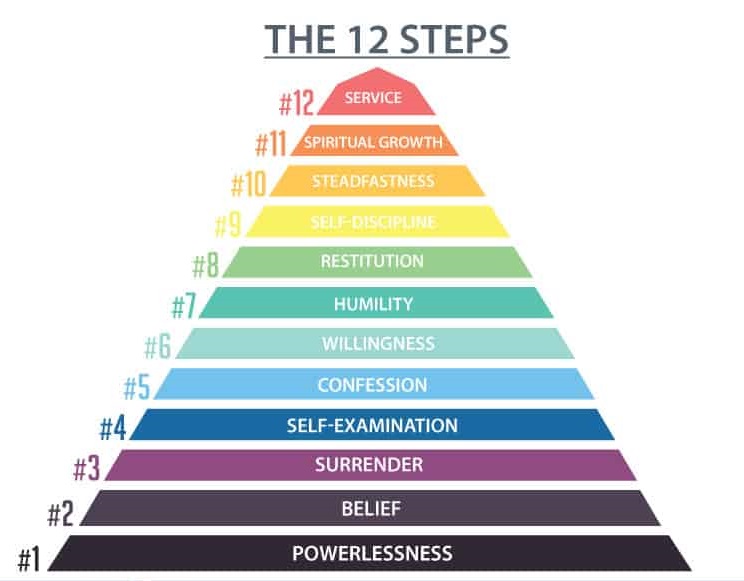 THE 12 STEPS
#12 SERVICE
#11 SPIRITUAL GROWTH
#10 STEADFASTNESS
#9 SELF-DISCIPLINE
#8 RESTITUTION
#7 HUMILITY
#6 WILLINGNESS
#5 CONFESSION
#4 SELF-EXAMINATION
#3 SURRENDER
#2 BELIEF
#1 POWERLESSNESS